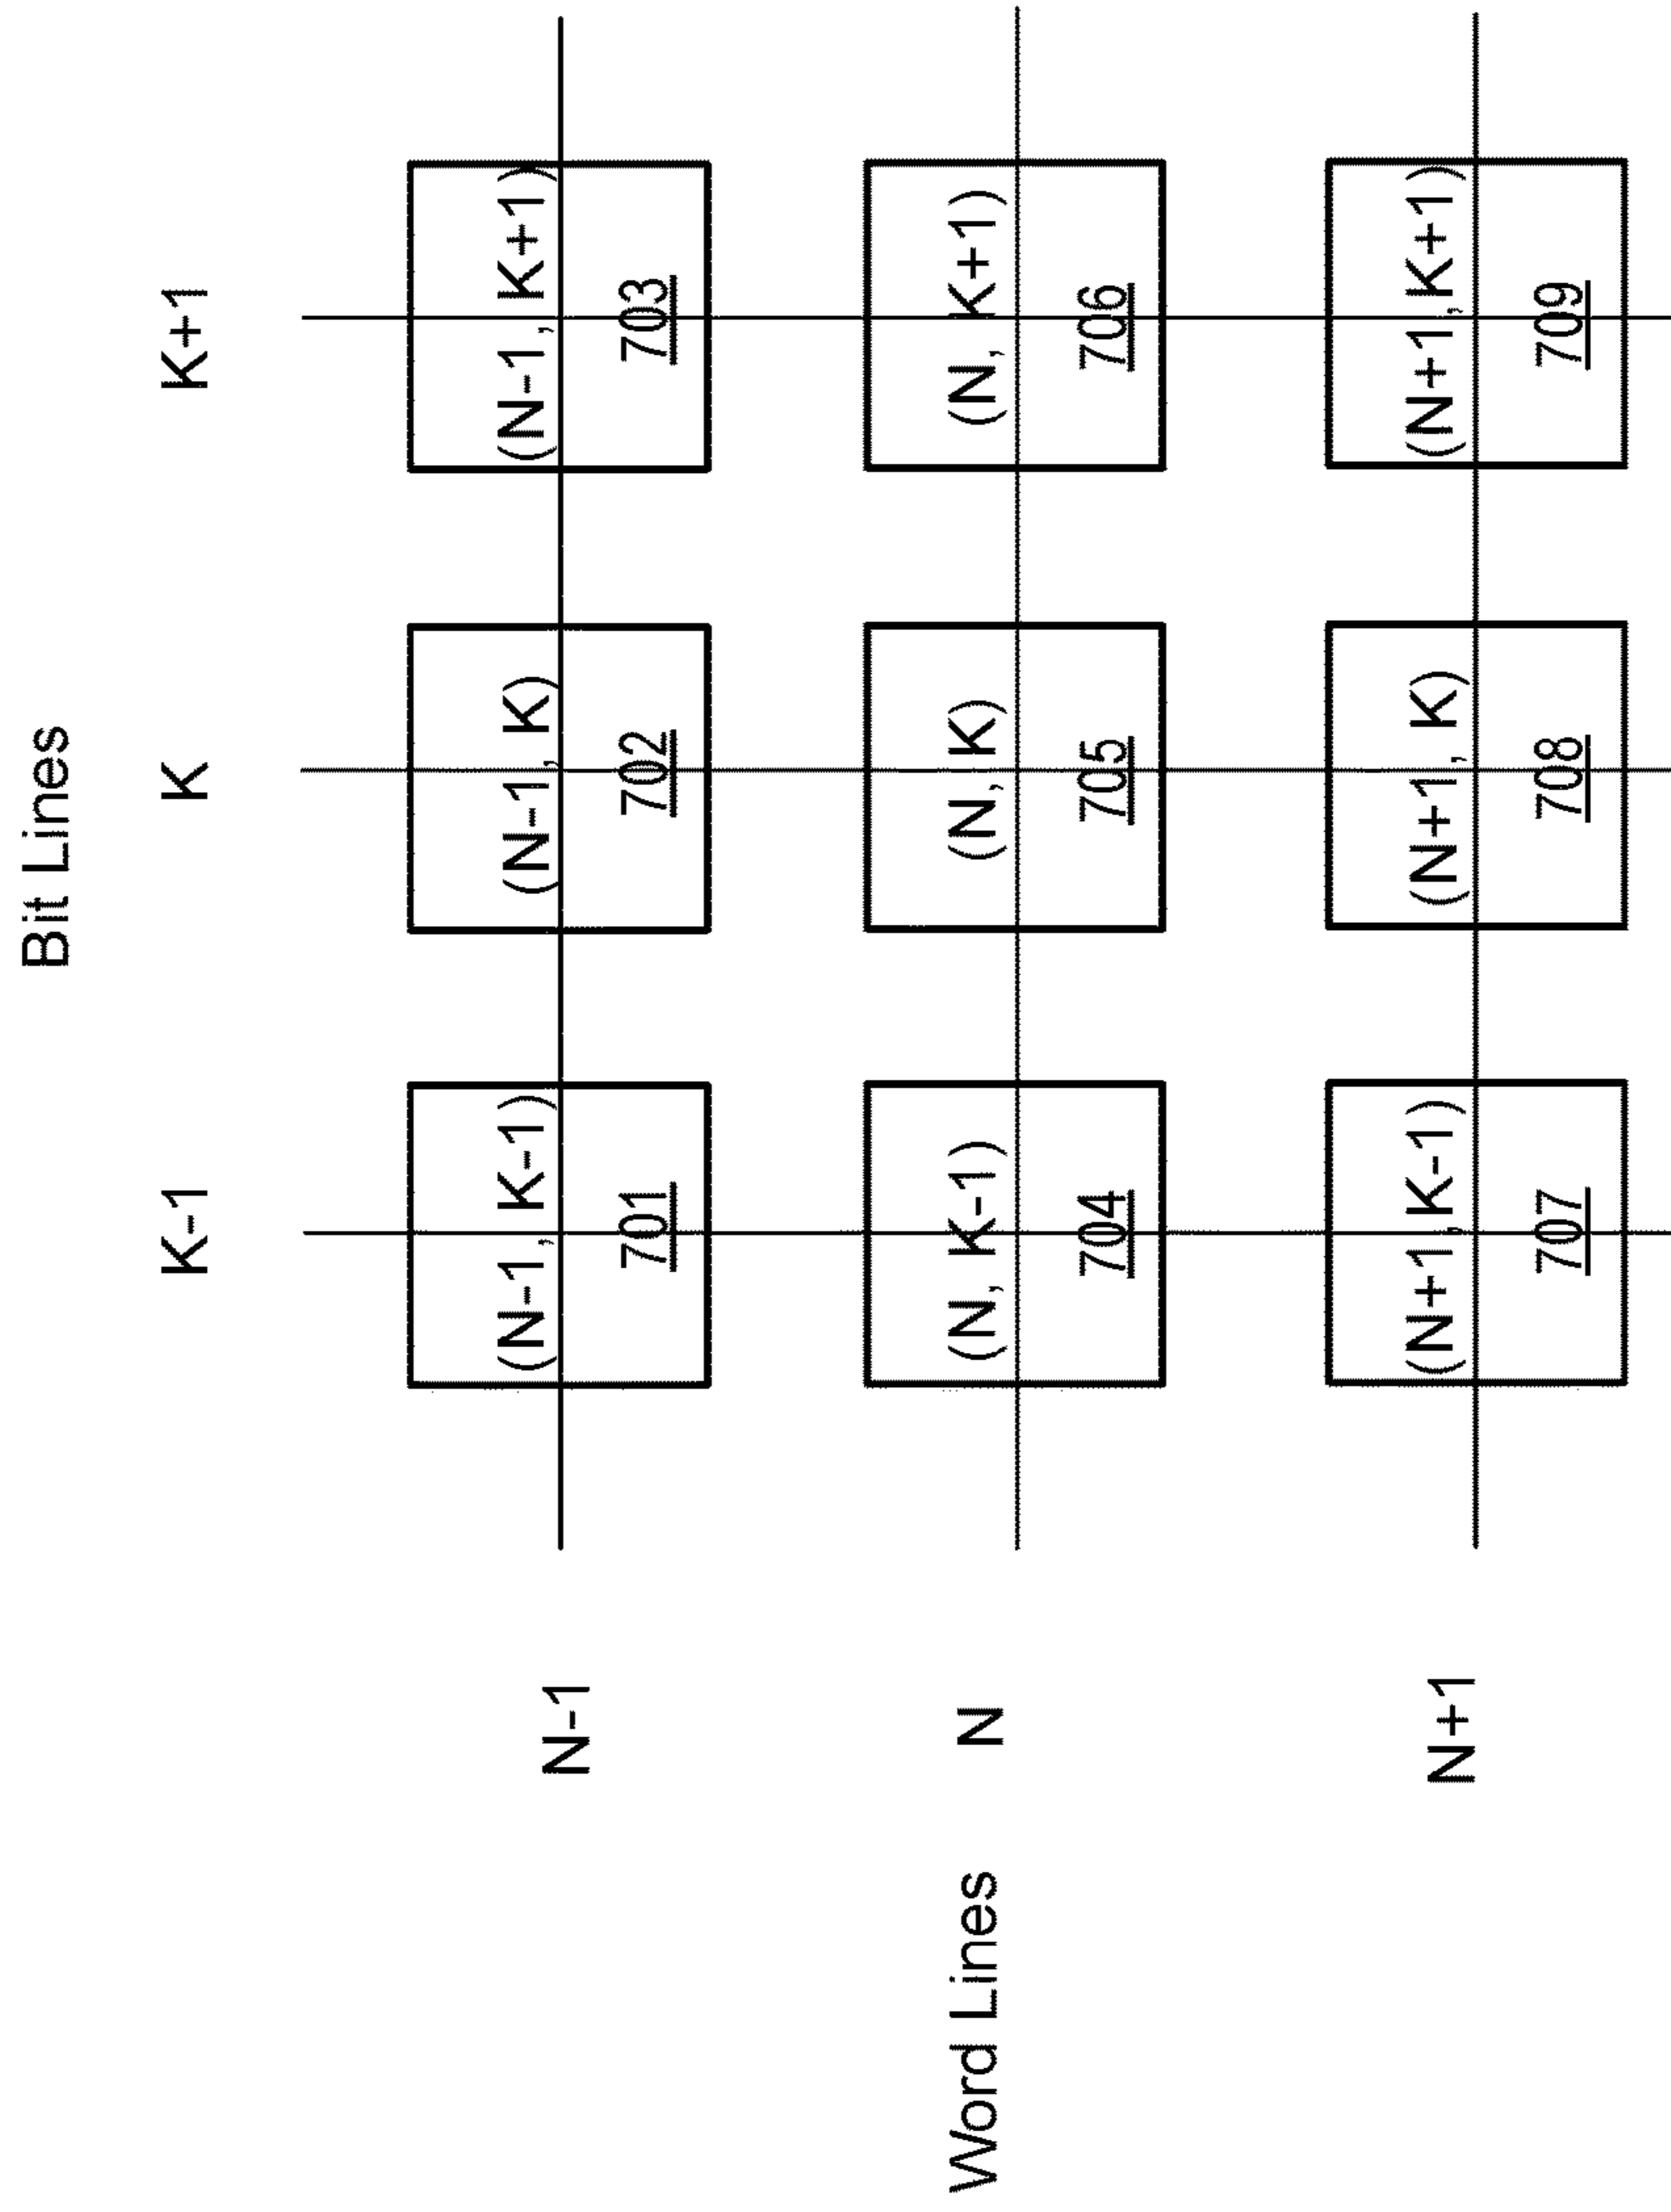 Bit Lines
K-1
K
K+1
Word Lines
N-1
(N-1, K-1)
701
(N-1, K)
702
(N-1, K+1)
703
N
(N, K-1)
704
(N, K)
705
(N, K+1)
706
N+1
(N+1,K-1)
707
(N+1, K)
708
(N+1,K+1)
709